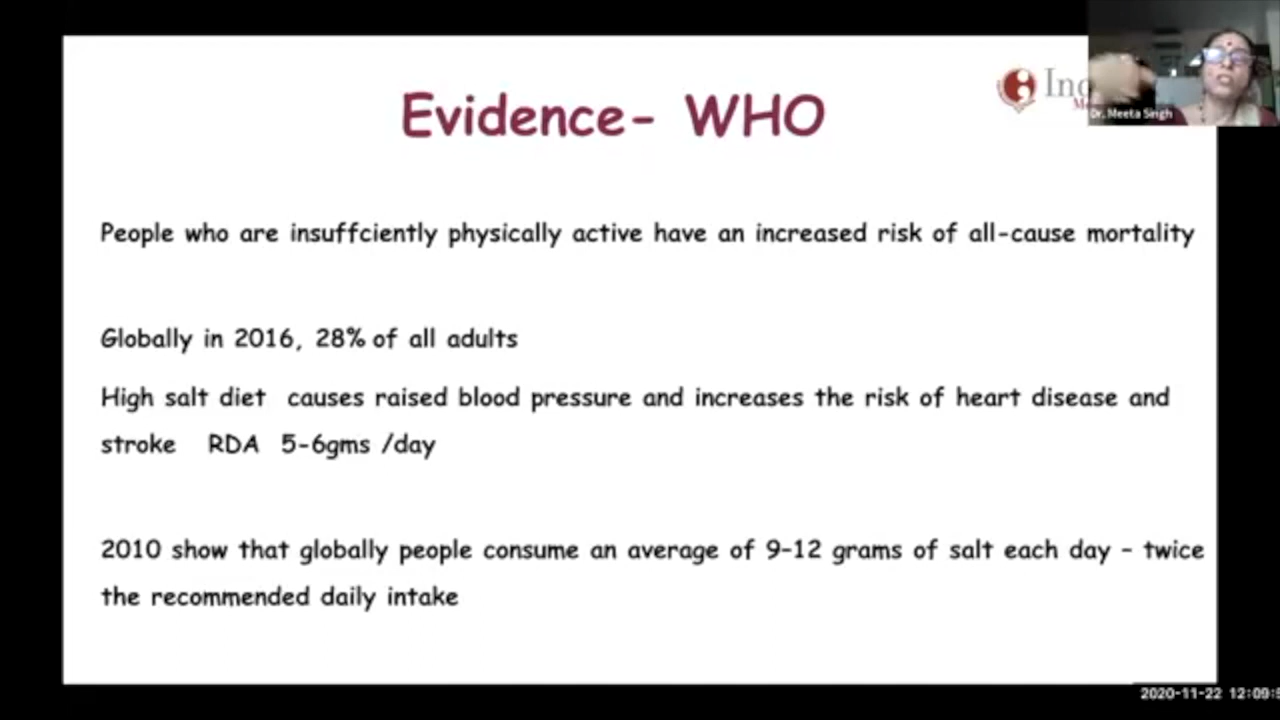 Evidence- WHO
Dr. Meeta Singh
People who are insuffciently physically active have an increased risk of all-cause mortality
Globally in 2016, 28% of all adults
High salt diet causes raised blood pressure and increases the risk of heart disease and
stroke RDA 5-6gms /day
2010 show that globally people consume an average of 9-12 grams of salt each day - twice
the recommended daily intake
2020-11-22 12:09:5